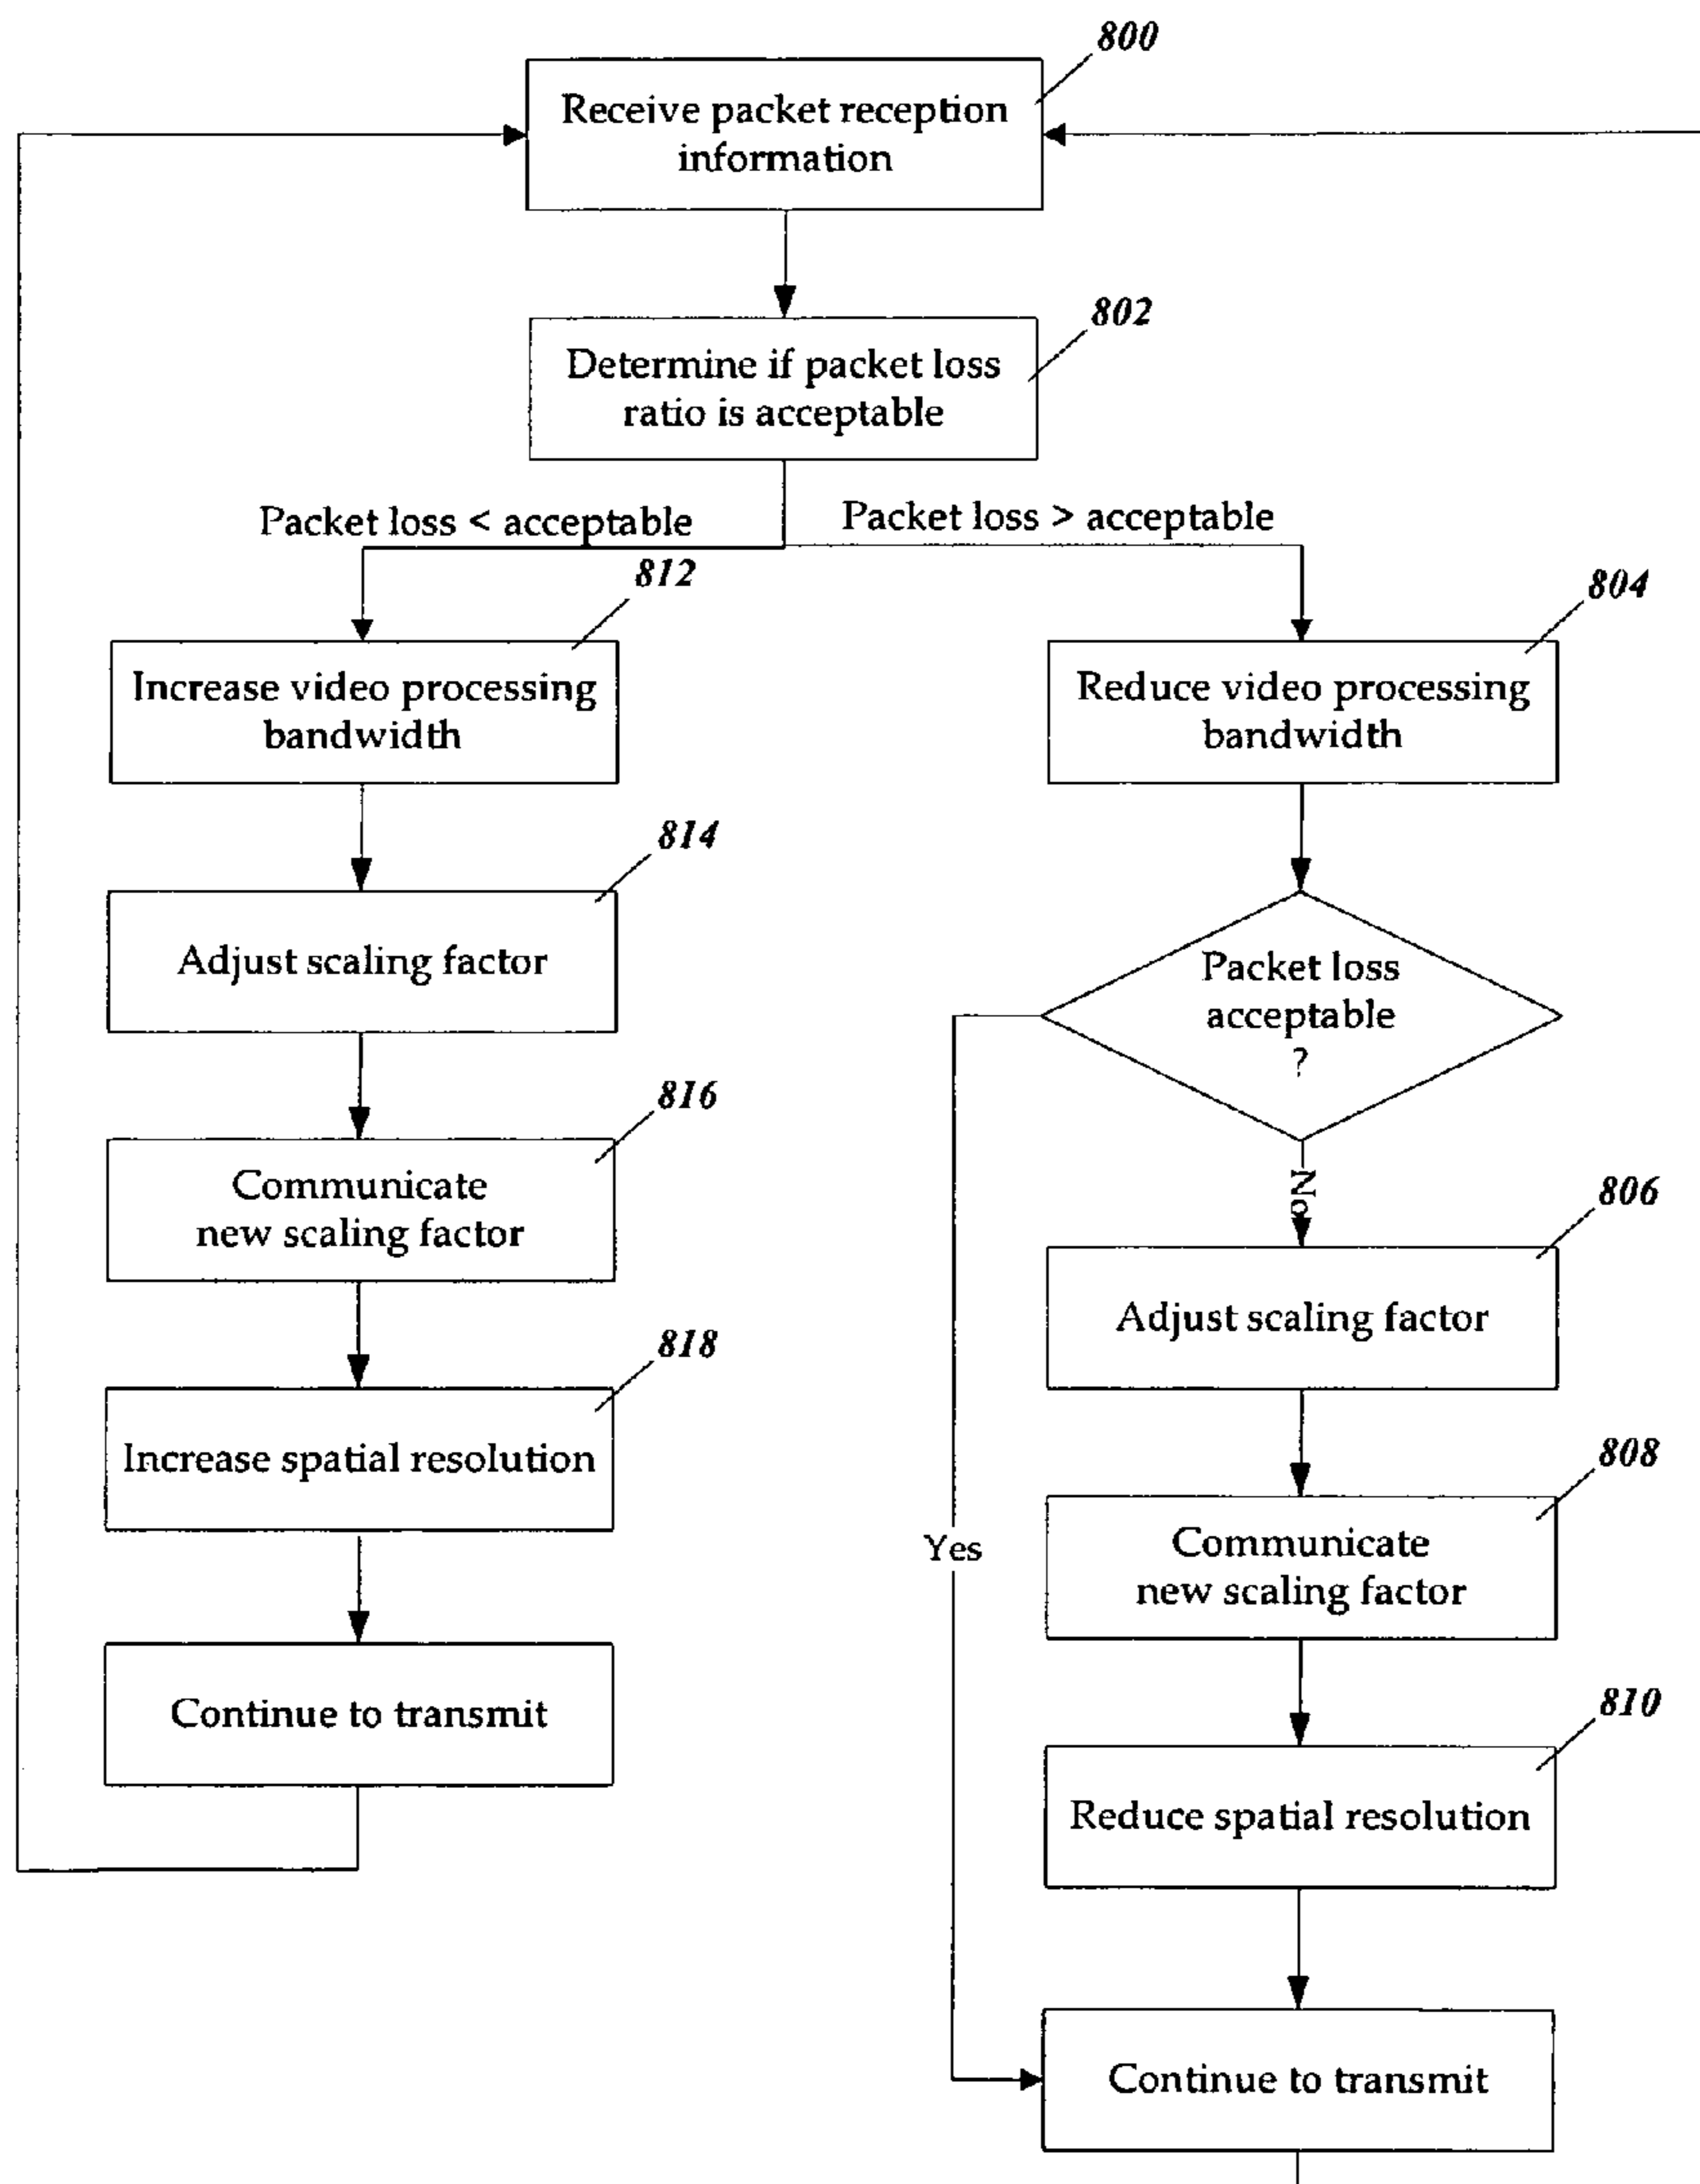 800
Receive packet reception
information
802
Determine if packet loss
ratio is acceptable
Packet loss < acceptable
Packet loss > acceptable
812
Increase video processing
bandwidth
804
Reduce video processing
bandwidth
814
Adjust scaling factor
Packet loss
acceptable
?
816
Communicate
new scaling factor
No
806
Adjust scaling factor
818
Increase spatial resolution
808
Communicate
new scaling factor
Yes
Continue to transmit
810
Reduce spatial resolution
Continue to transmit